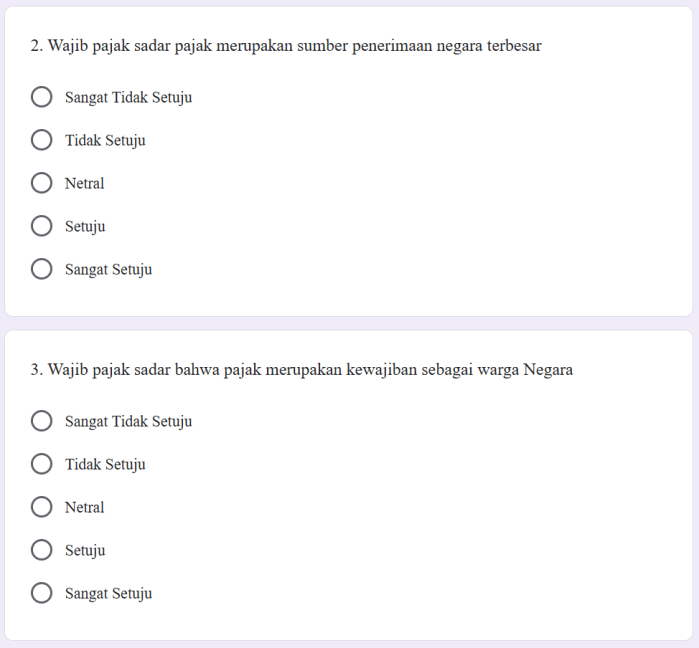 2. Wajib pajak sadar pajak merupakan sumber penerimaan negara terbesar
Sangat Tidak Setuju
Tidak Setuju
Netral
Setuju
Sangat Setuju
3. Wajib pajak sadar bahwa pajak merupakan kewajiban sebagai warga Negara
Sangat Tidak Setuju
Tidak Setuju
Netral
Setuju
Sangat Setuju